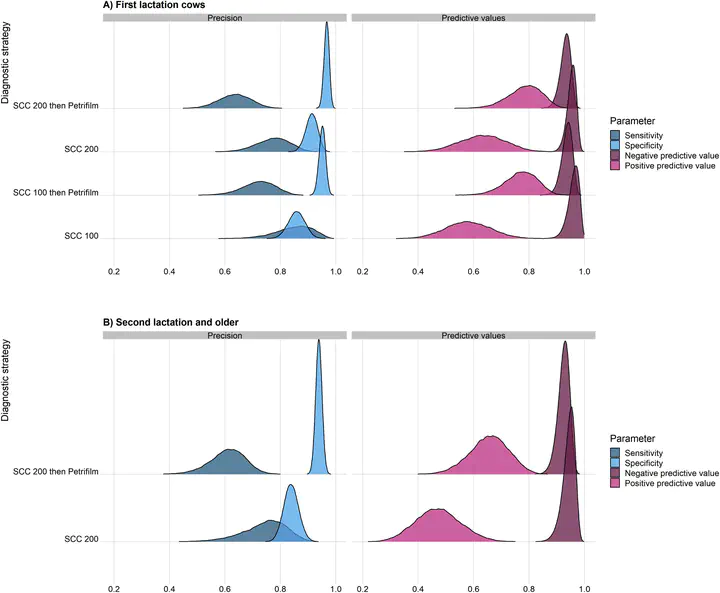 A) First lactation cows
Precision
Predictive values
Diagnostic strategy
SCC 200 then Petrifilm
SCC 200
SCC 100 then Petrifilm
SCC 100
0.2 0.4 0.6 0.8 1.0
0.2 0.4 0.6 0.8 1.0
Parameter
Sensitivity
Specificity
Negative predictive value
Positive predictive value
B) Second lactation and older
Precision
Predictive values
Diagnostic strategy
SCC 200 then Petrifilm
SCC 200
0.2 0.4 0.6 0.8 1.0
0.2 0.4 0.6 0.8 1.0
Parameter
Sensitivity
Specificity
Negative predictive value
Positive predictive value